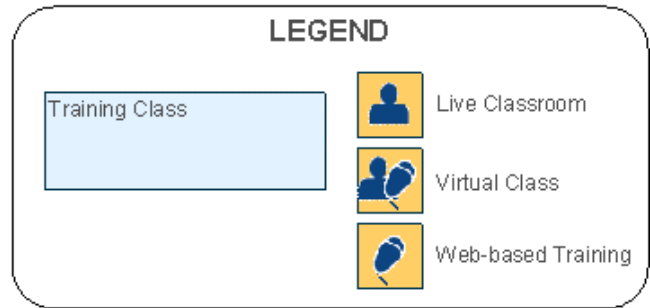 LEGEND
Training Class
Live Classroom
Virtual Class
Web-based Training